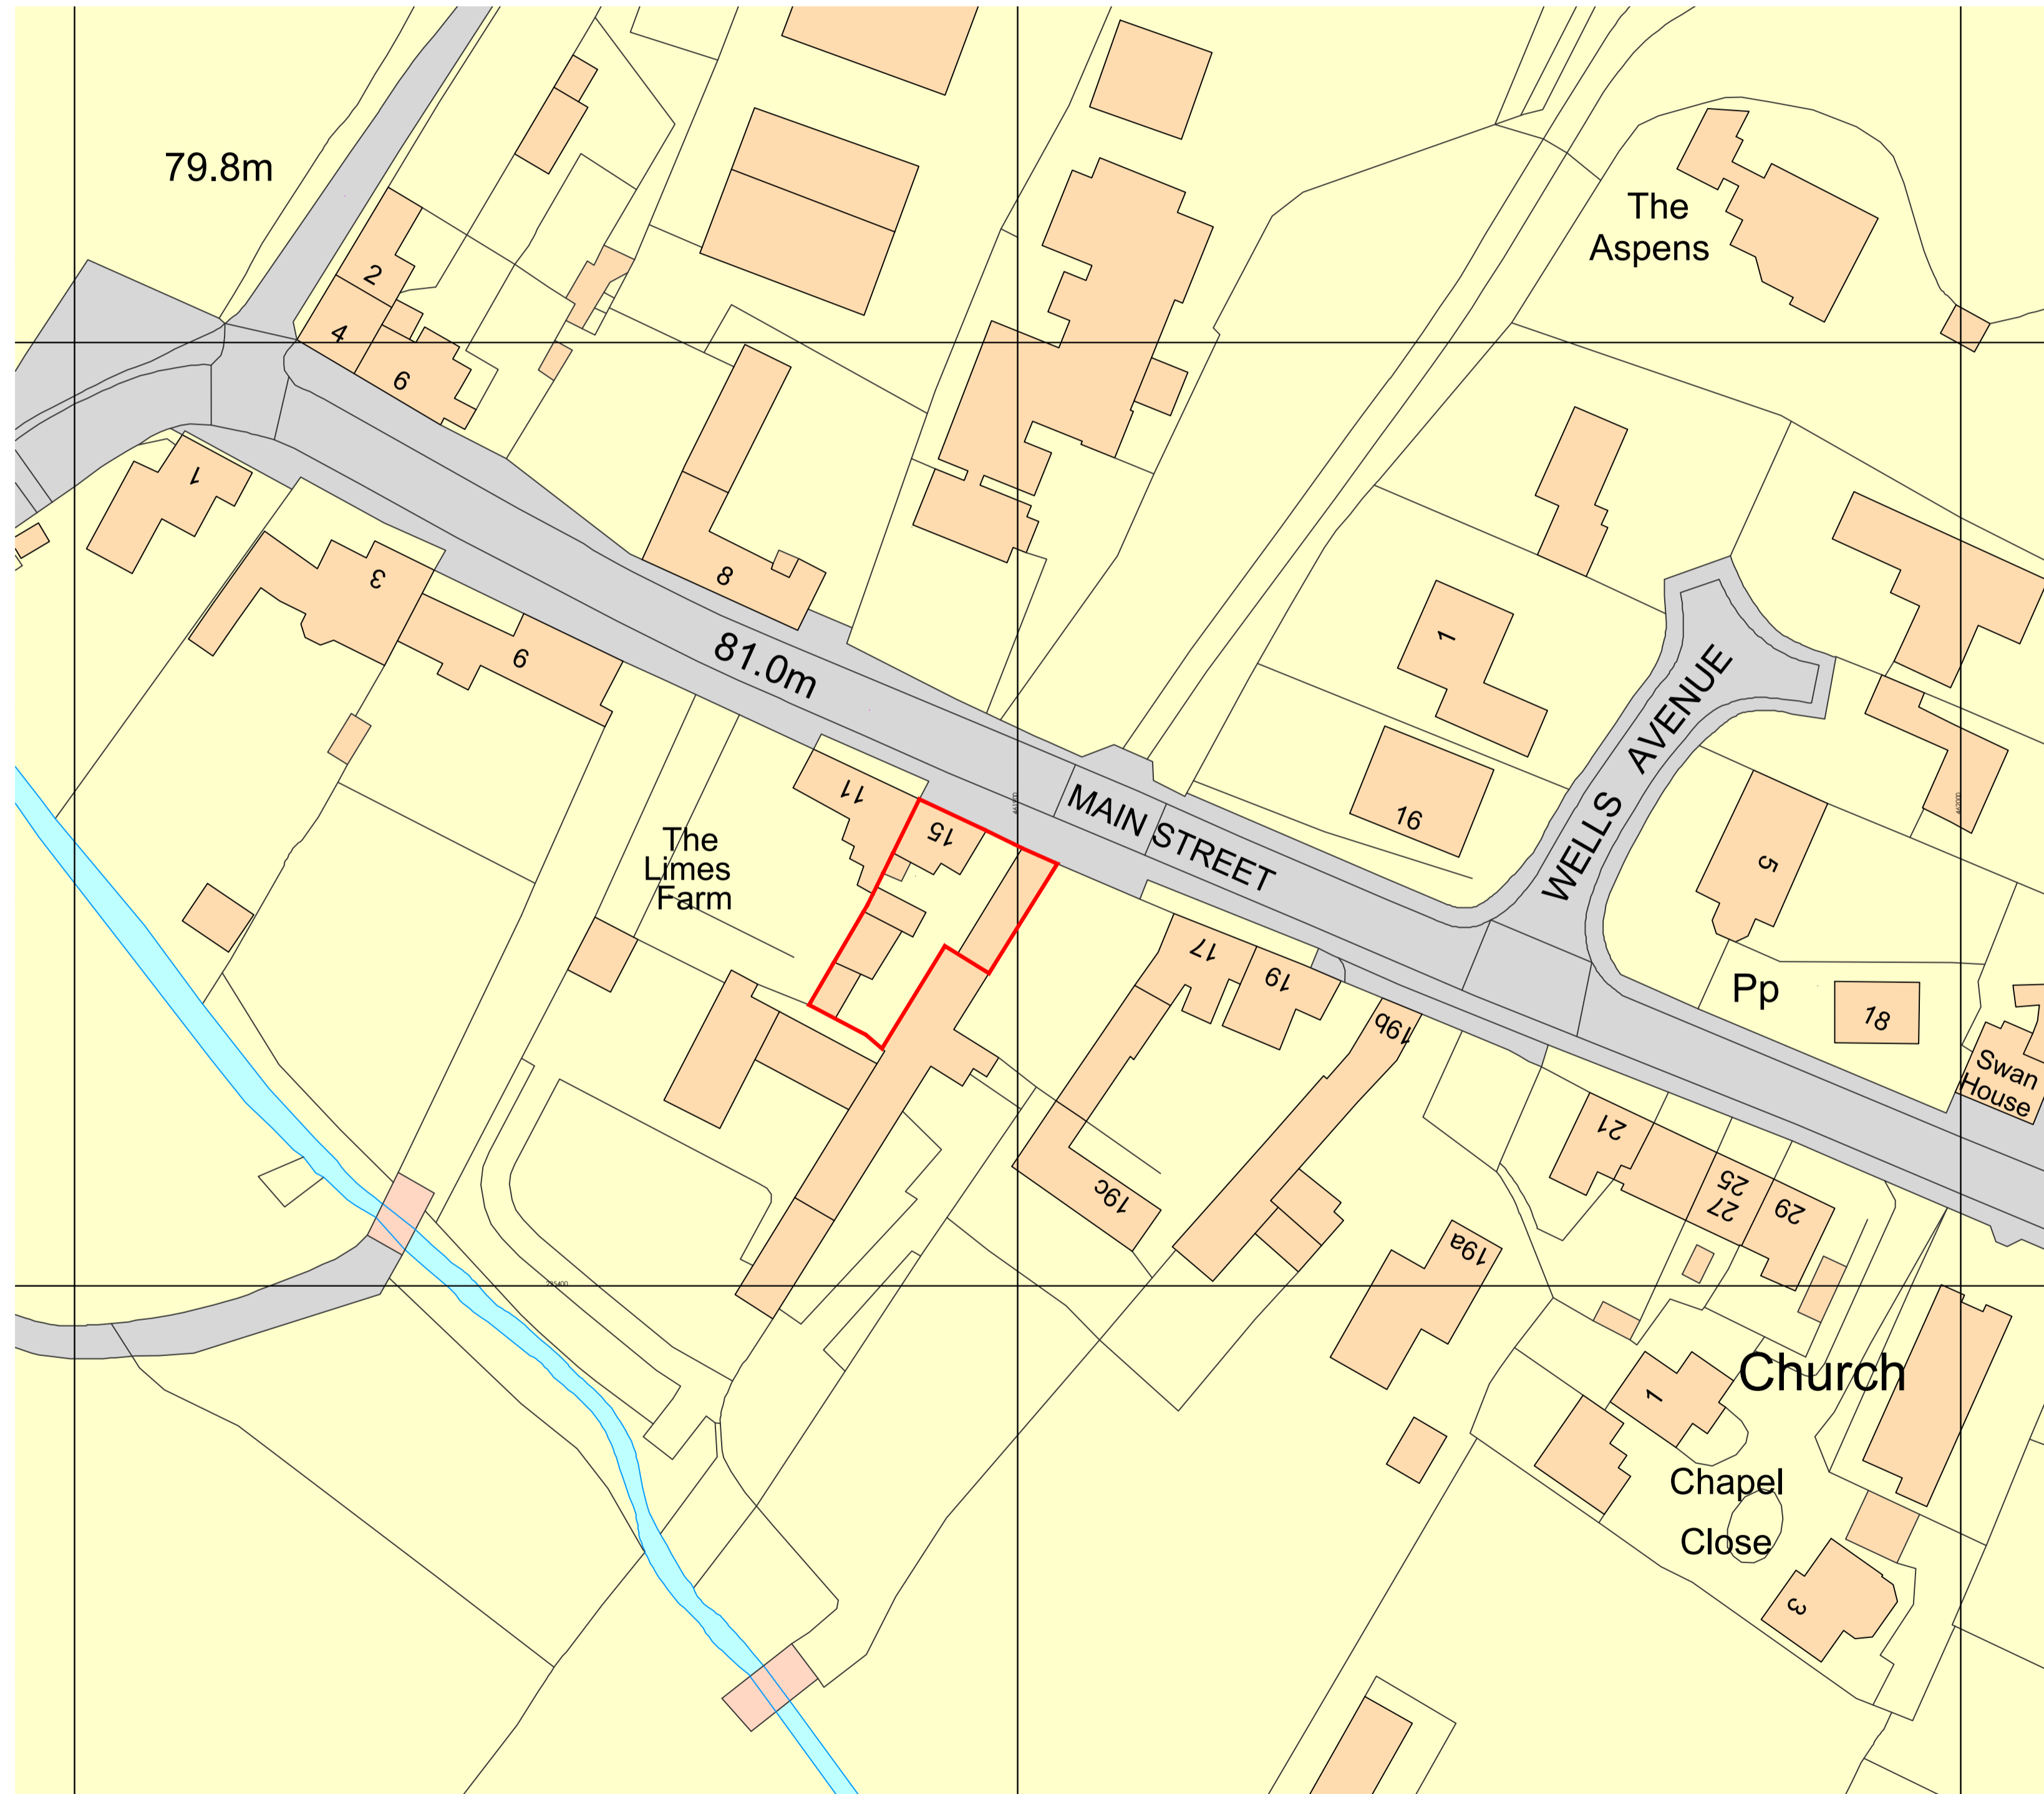 79.8m
The
Aspens
2
4
6
1
3
8
9
81.0m
1
WELLS AVENUE
11
16
MAIN STREET
15
The
Limes
Farm
5
17
19
Pp
18
19b
Swan
House
21
25
27
29
19c
19a
295400
Church
1
Chapel
Close
3